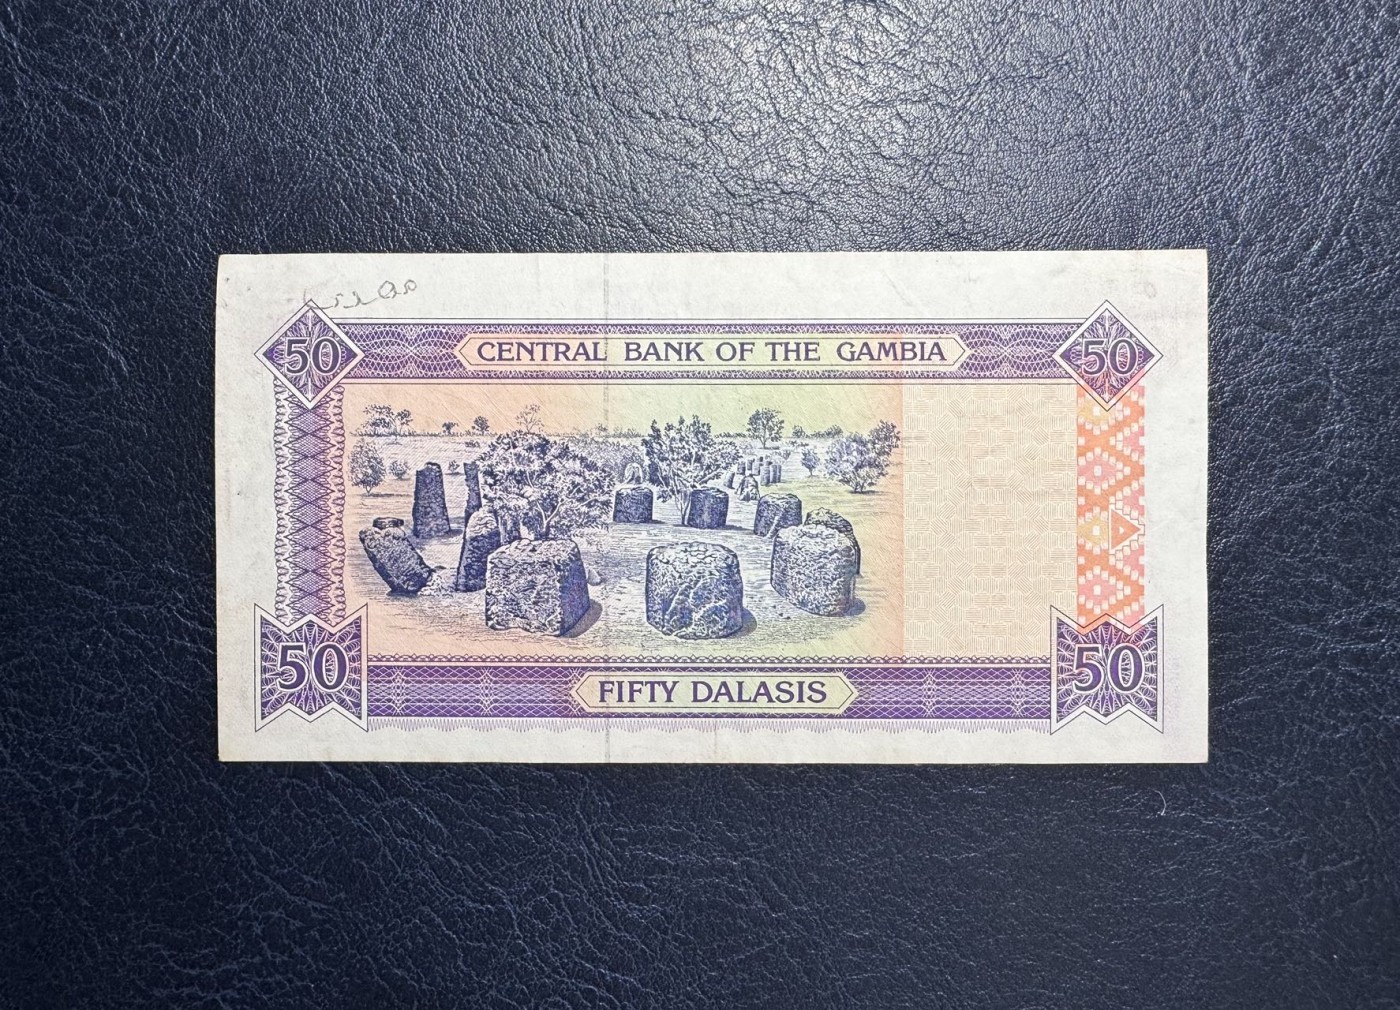 50 CENTRAL BANK OF THE GAMBIA 50
50 FIFTY DALASIS 50